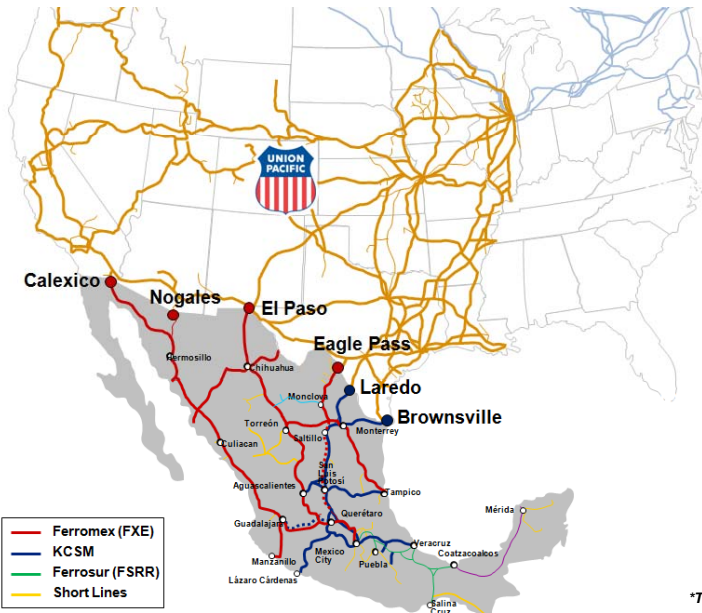 UNION
PACIFIC
Calexico
Nogales
El Paso
Eagle Pass
Laredo
Brownsville
Hermosillo
Chihuahua
Monclova
Torreón
Saltillo
Monterrey
Culiacan
San
Luis
Potosi
Aguascalientes
Tampico
Mérida
Querétaro
Guadalajara
Veracruz
Coatzacoalcos
Mexico
City
Puebla
Manzanillo
Lázaro Cárdenas
Salina
Cruz
Ferromex (FXE)
KCSM
Ferrosur (FSRR)
Short Lines